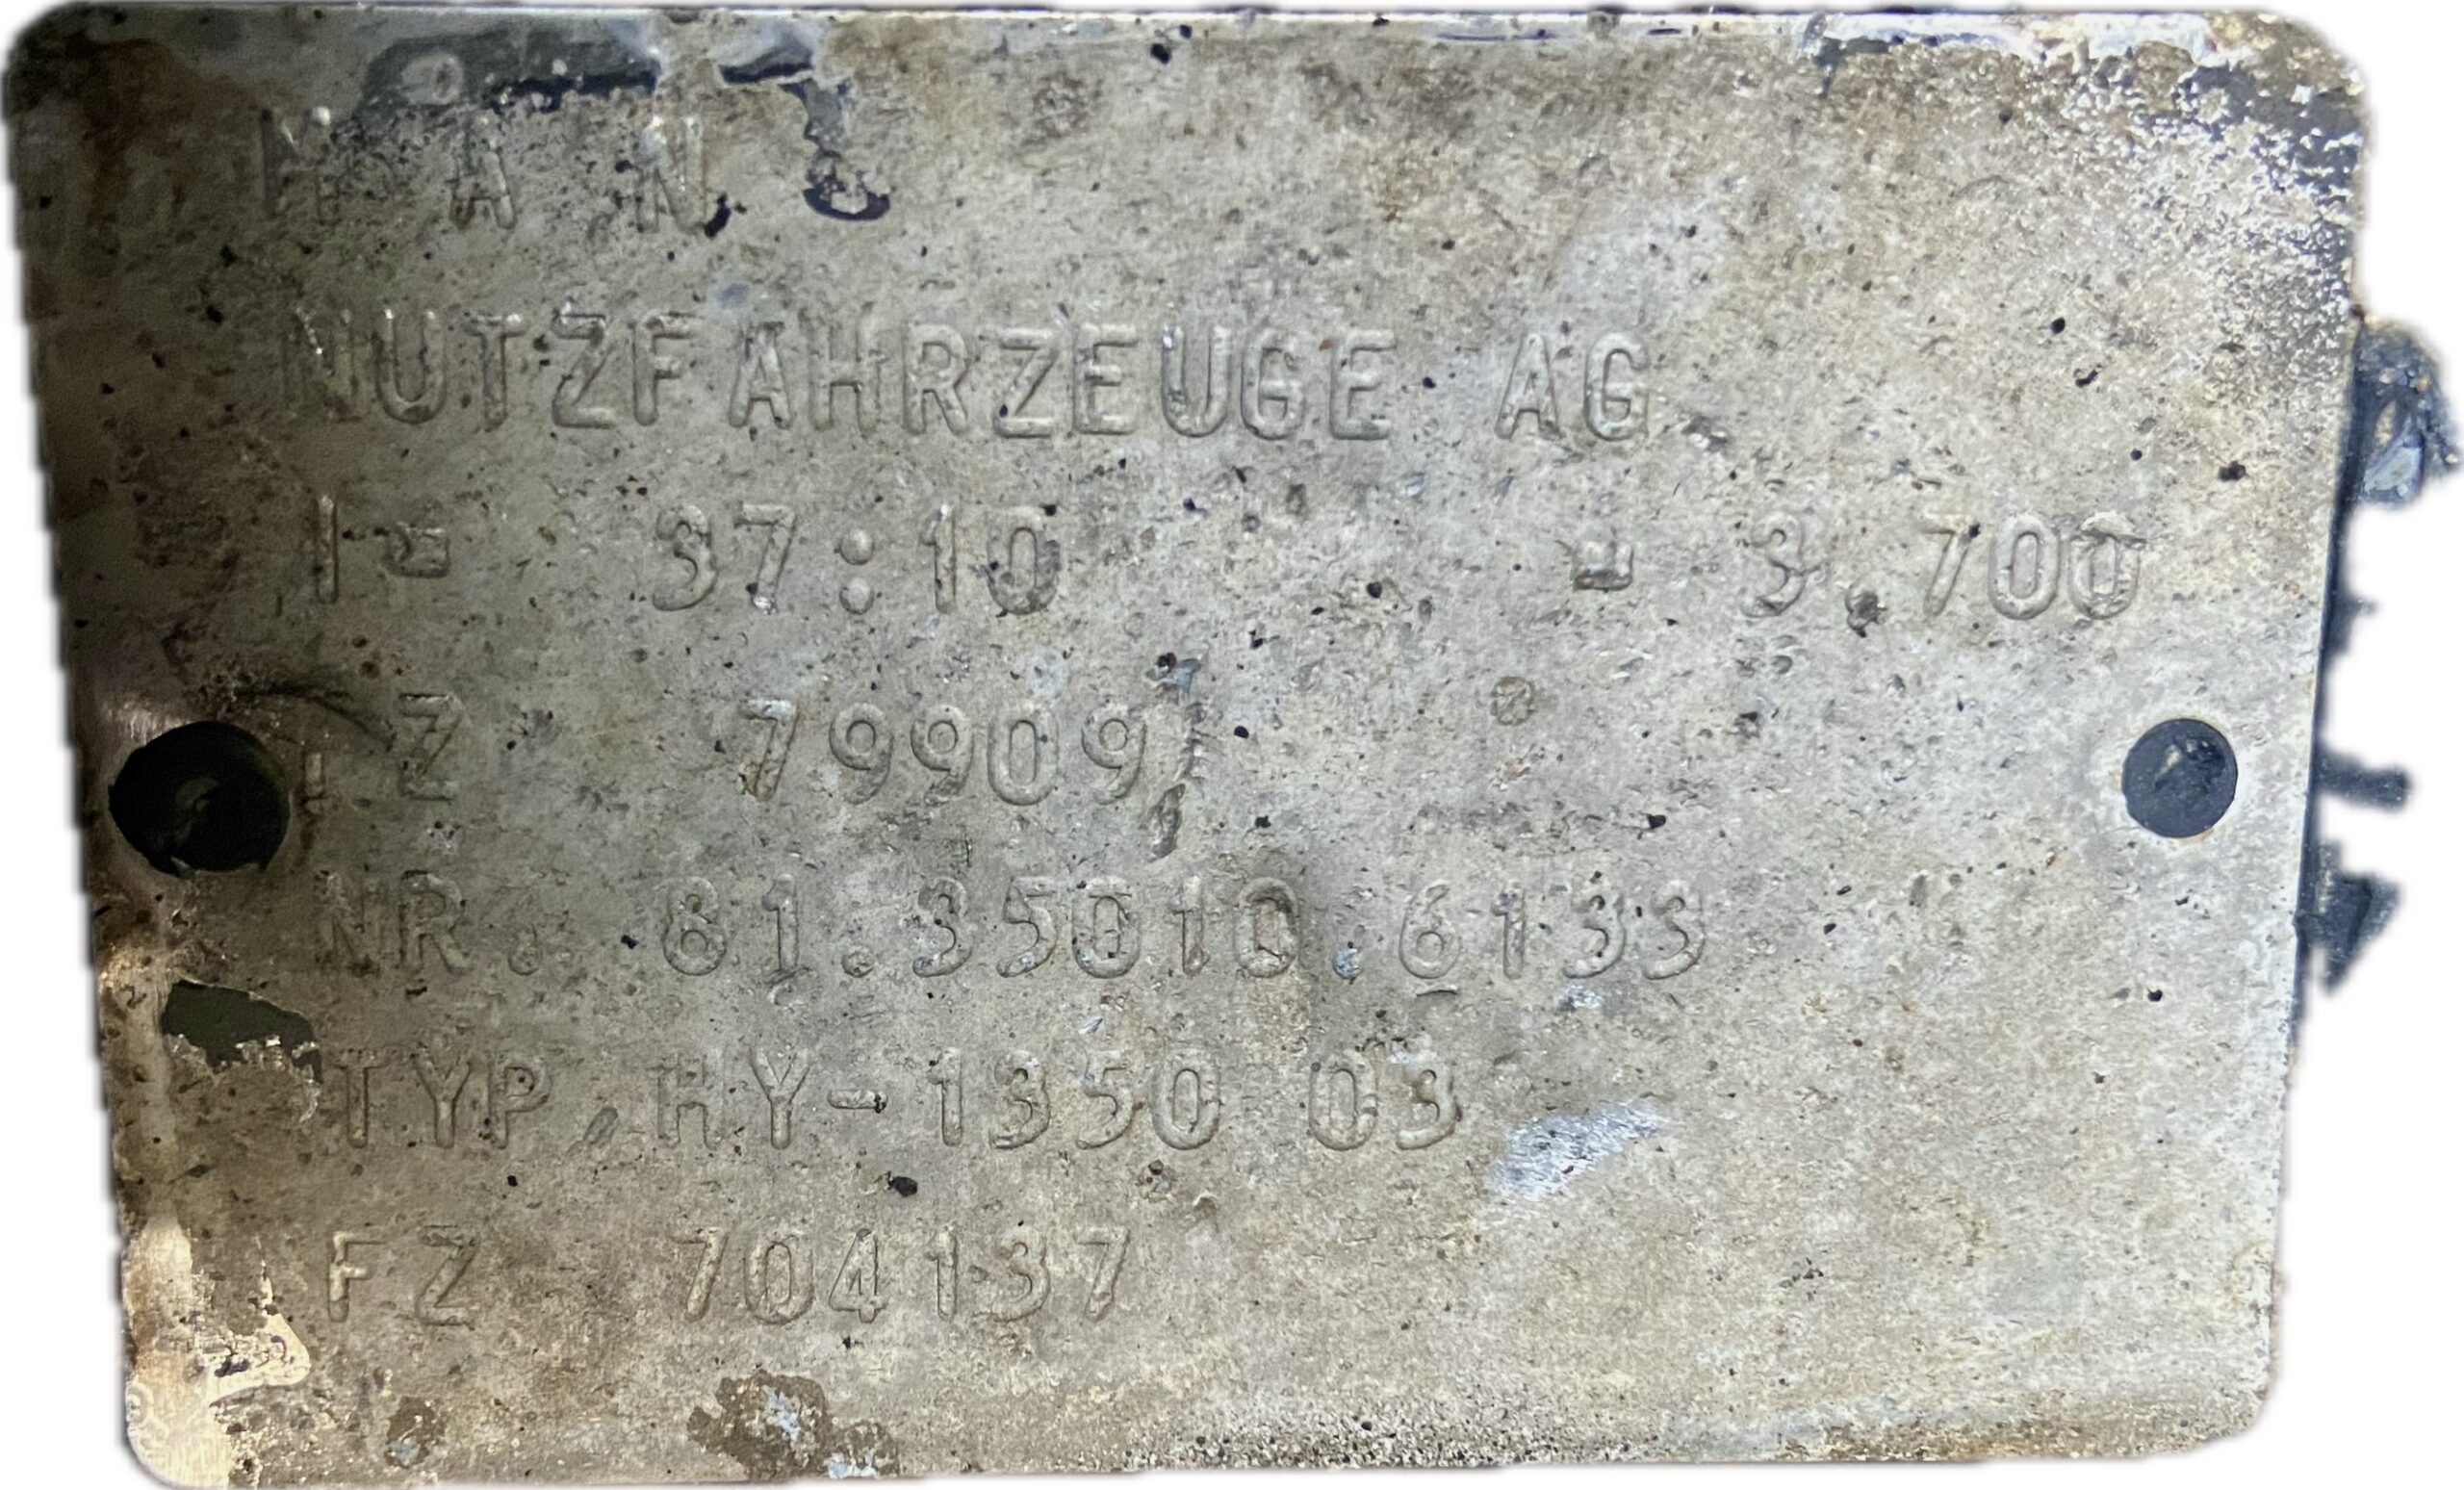 M A N
NUTZFAHRZEUGE AG
I= 37:10 = 3.700
Z 79909
NR. 81.35010.6133
TYP. HY-1350 03
FZ 704137